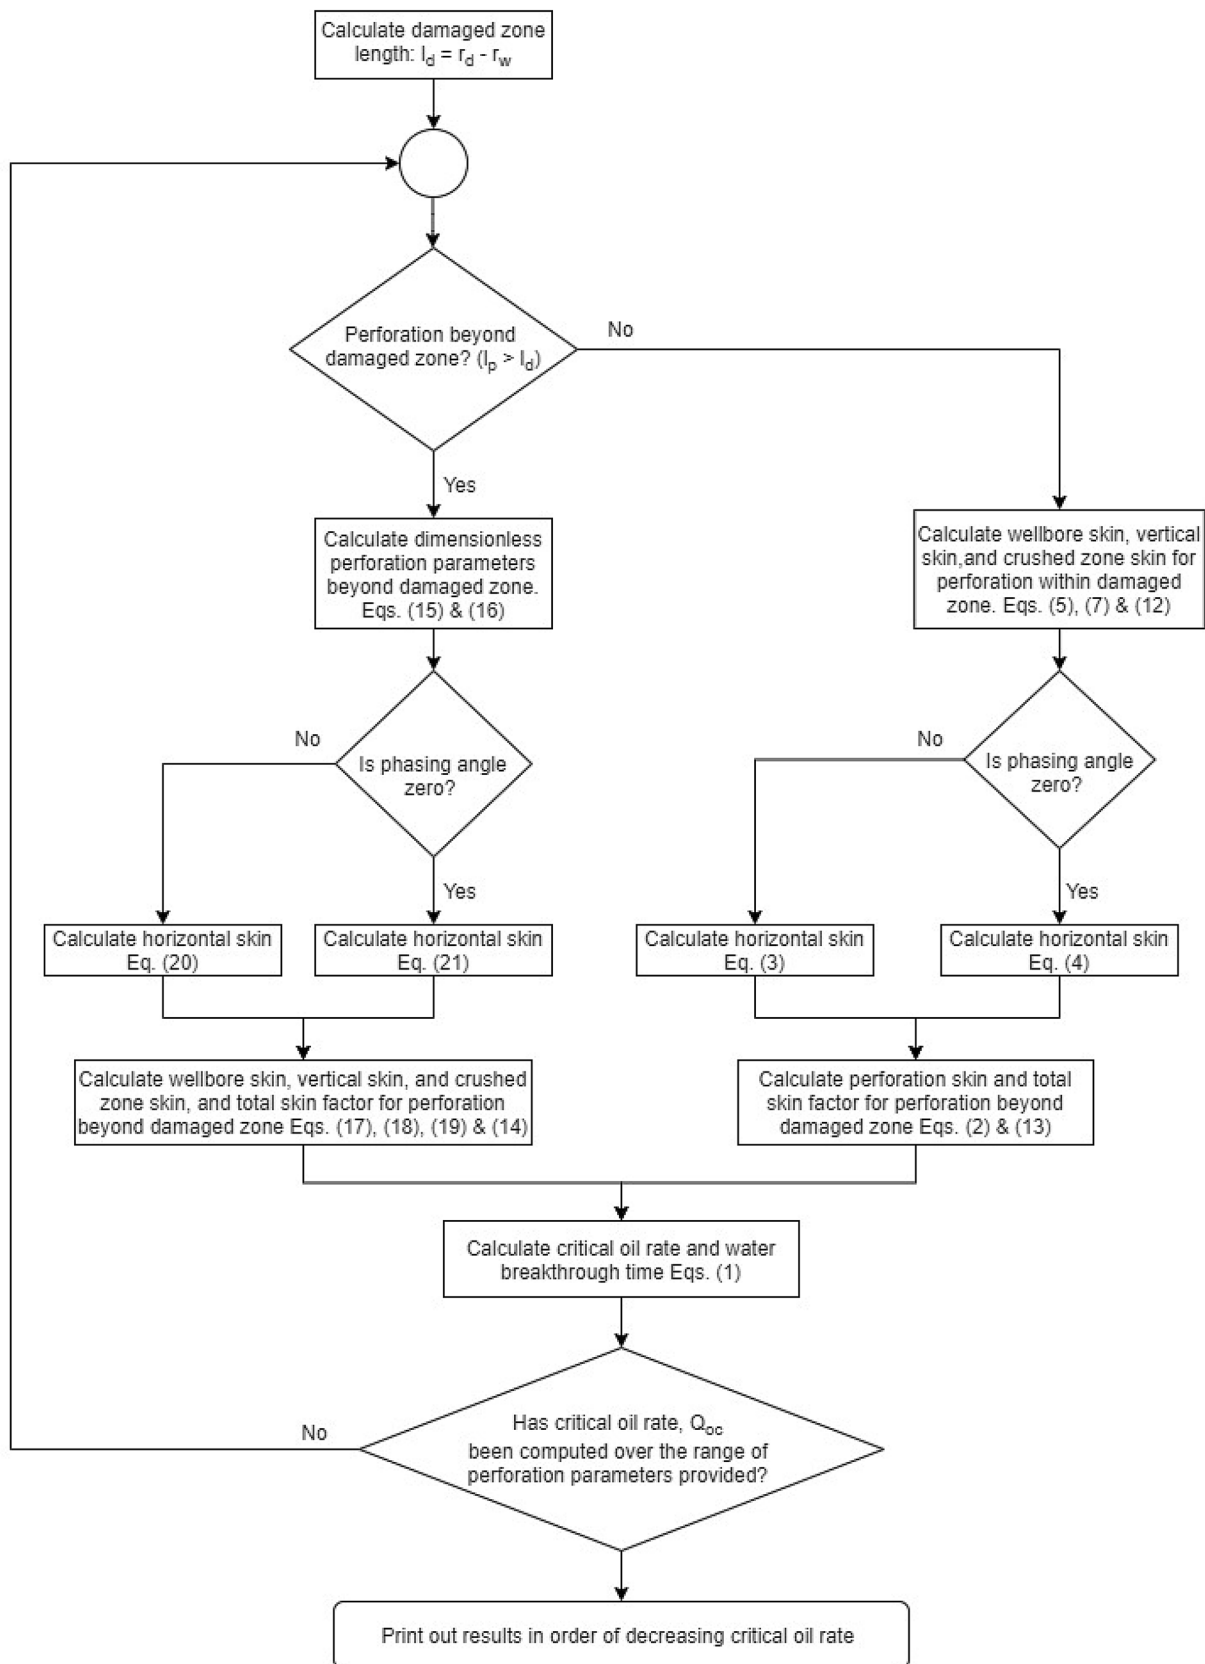 Calculate damaged zone
length: l_d = r_d - r_w
Perforation beyond
damaged zone? (l_p > l_d)
No
Yes
Calculate dimensionless
perforation parameters
beyond damaged zone.
Eqs. (15) & (16)
Calculate wellbore skin, vertical
skin,and crushed zone skin for
perforation within damaged
zone. Eqs. (5), (7) & (12)
No
Is phasing angle
zero?
Yes
No
Is phasing angle
zero?
Yes
Calculate horizontal skin
Eq. (20)
Calculate horizontal skin
Eq. (21)
Calculate horizontal skin
Eq. (3)
Calculate horizontal skin
Eq. (4)
Calculate wellbore skin, vertical skin, and crushed
zone skin, and total skin factor for perforation
beyond damaged zone Eqs. (17), (18), (19) & (14)
Calculate perforation skin and total
skin factor for perforation beyond
damaged zone Eqs. (2) & (13)
Calculate critical oil rate and water
breakthrough time Eqs. (1)
No
Has critical oil rate, Q_oc
been computed over the range of
perforation parameters provided?
Print out results in order of decreasing critical oil rate